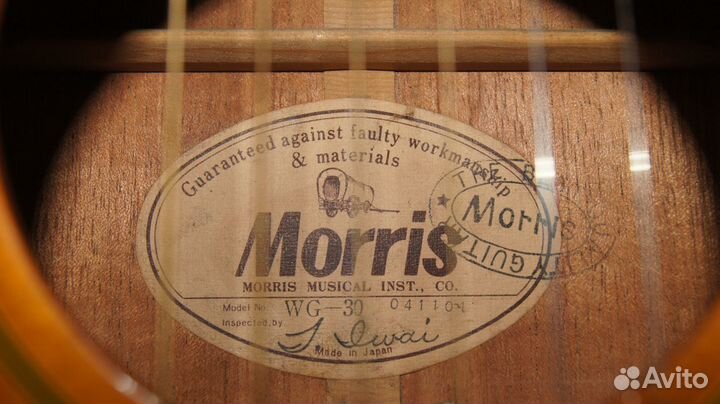 Guaranteed against faulty workmanship
& materials
Morris
MORRIS MUSICAL INST., CO.
Model No. WG-30
Inspected by T. Iwai
Made in Japan
Morris
GUITAR
Avito